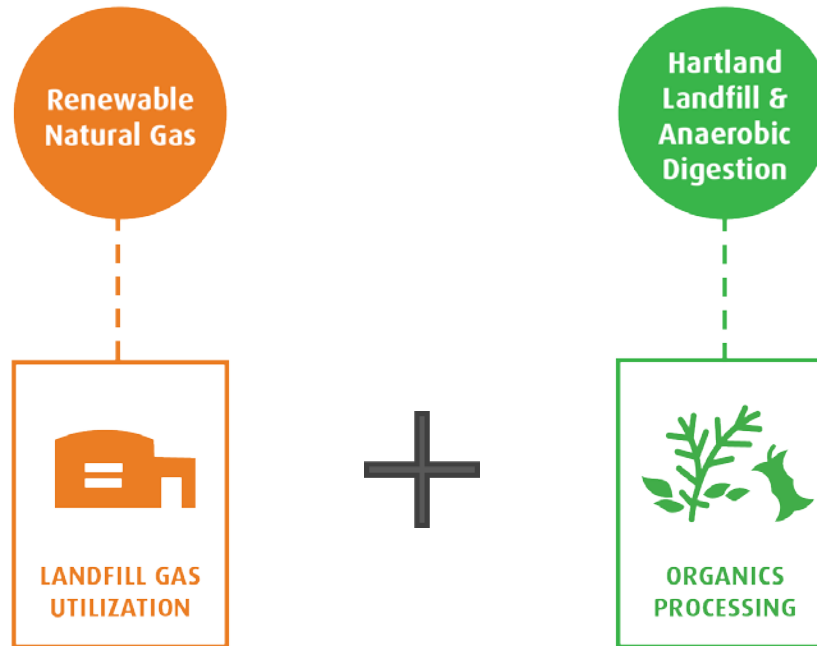 Renewable
Natural Gas
Hartland
Landfill &
Anaerobic
Digestion
LANDFILL GAS
UTILIZATION
ORGANICS
PROCESSING